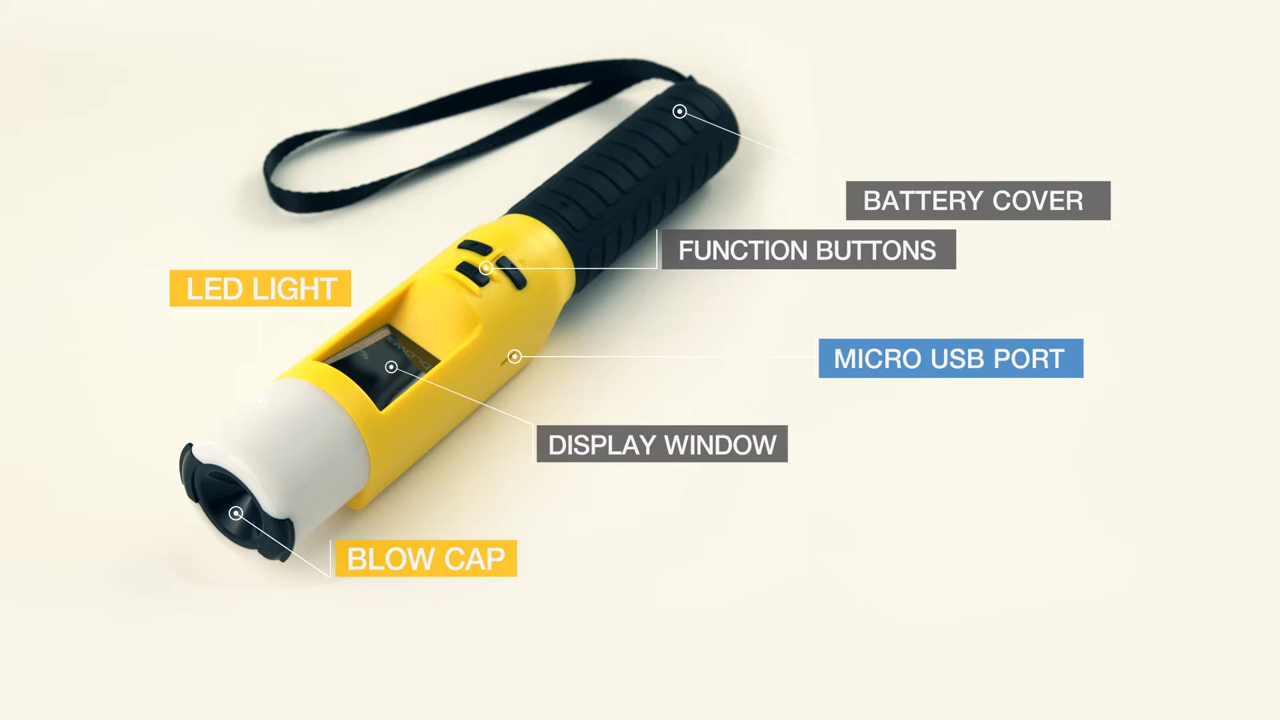 BATTERY COVER
FUNCTION BUTTONS
LED LIGHT
MICRO USB PORT
DISPLAY WINDOW
BLOW CAP